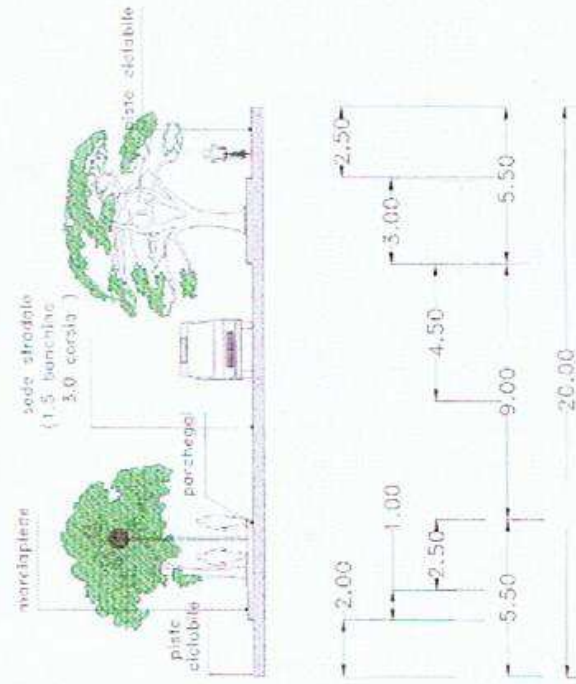 marciapiede
sede stradale
(1.5 banchina
3.0 corsia )
pista ciclabile
pista
ciclabile
parcheggi
2.00
1.00
2.50
5.50
9.00
4.50
3.00
2.50
5.50
20.00